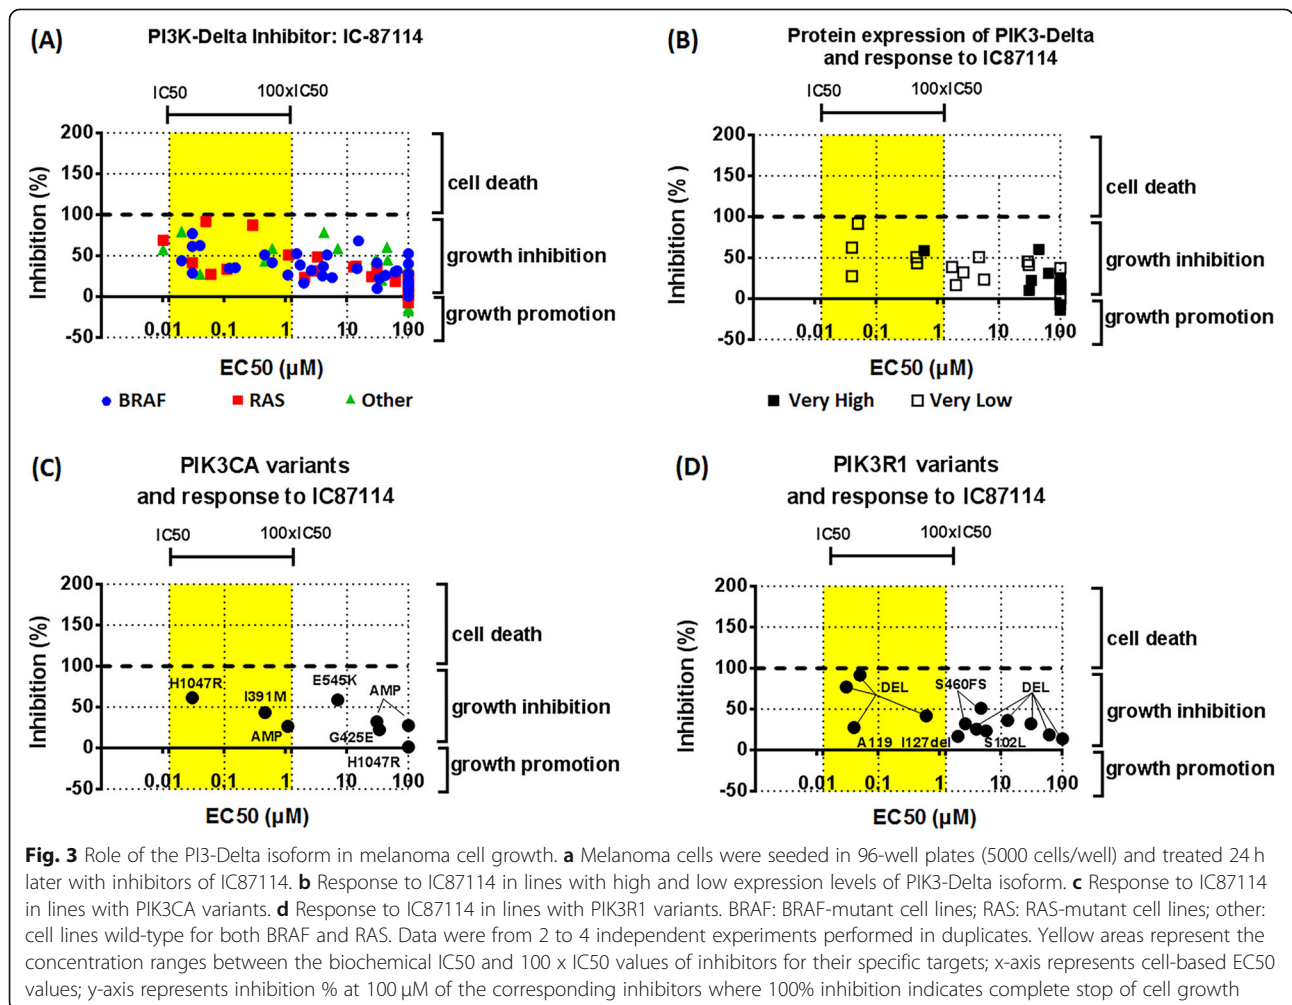 (A)
PI3K-Delta Inhibitor: IC-87114
IC50
100xIC50
200
150
100
50
0
-50
Inhibition (%)
0.01
0.1
1
10
100
EC50 (µM)
cell death
growth inhibition
growth promotion
BRAF
RAS
Other
(B)
Protein expression of PIK3-Delta
and response to IC87114
IC50
100xIC50
200
150
100
50
0
-50
Inhibition (% )
0.01
0.1
1
10
100
EC50 (µM)
cell death
growth inhibition
growth promotion
Very High
Very Low
(C)
PIK3CA variants
and response to IC87114
IC50
100xIC50
200
150
100
50
0
-50
Inhibition (%)
H1047R
I391M
AMP
E545K
AMP
G425E
H1047R
0.01
0.1
1
10
100
EC50 (µM)
cell death
growth inhibition
growth promotion
(D)
PIK3R1 variants
and response to IC87114
IC50
100xIC50
200
150
100
50
0
-50
Inhibition (%)
DEL
S460FS
DEL
A119
I127del
S102L
0.01
0.1
1
10
100
EC50 (µM)
cell death
growth inhibition
growth promotion
Fig. 3 Role of the PI3-Delta isoform in melanoma cell growth. a Melanoma cells were seeded in 96-well plates (5000 cells/well) and treated 24 h
later with inhibitors of IC87114. b Response to IC87114 in lines with high and low expression levels of PIK3-Delta isoform. c Response to IC87114
in lines with PIK3CA variants. d Response to IC87114 in lines with PIK3R1 variants. BRAF: BRAF-mutant cell lines; RAS: RAS-mutant cell lines; other:
cell lines wild-type for both BRAF and RAS. Data were from 2 to 4 independent experiments performed in duplicates. Yellow areas represent the
concentration ranges between the biochemical IC50 and 100 x IC50 values of inhibitors for their specific targets; x-axis represents cell-based EC50
values; y-axis represents inhibition % at 100 µM of the corresponding inhibitors where 100% inhibition indicates complete stop of cell growth